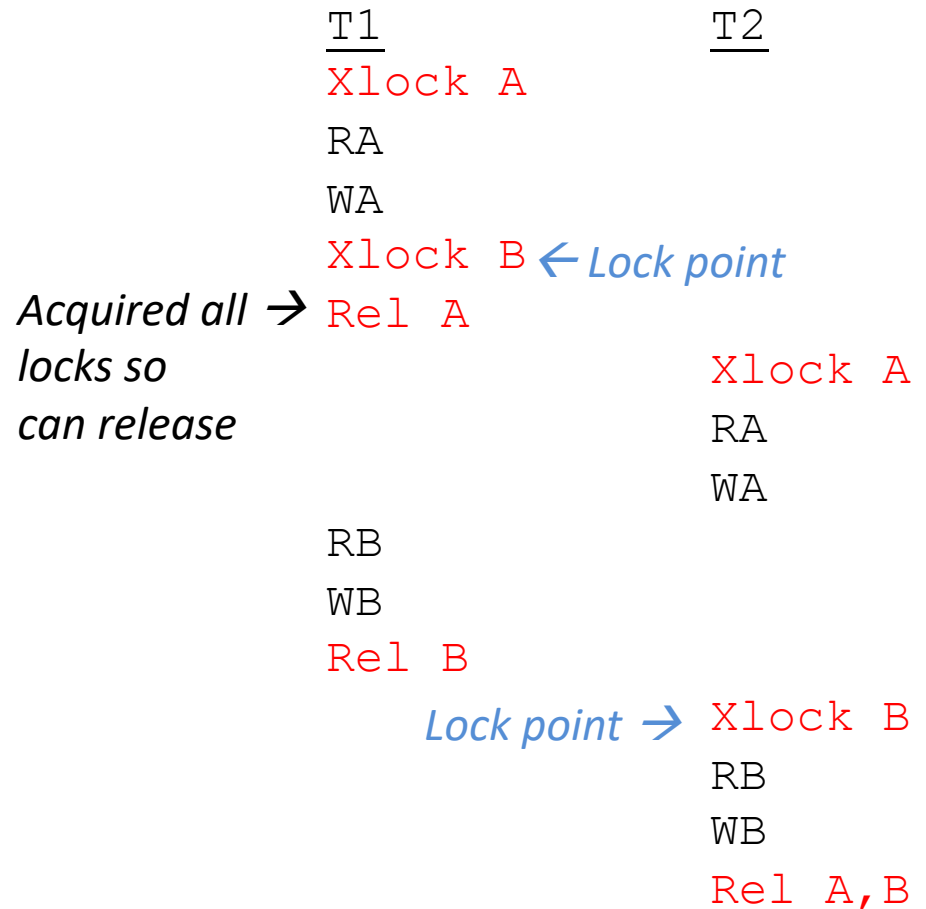 T1 T2
Xlock A
RA
WA
Xlock B ← Lock point
Acquired all → Rel A
locks so Xlock A
can release RA
WA
RB
WB
Rel B
Lock point → Xlock B
RB
WB
Rel A,B